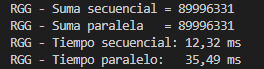 RGG - Suma secuencial = 89996331
RGG - Suma paralela   = 89996331
RGG - Tiempo secuencial: 12,32 ms
RGG - Tiempo paralelo:   35,49 ms